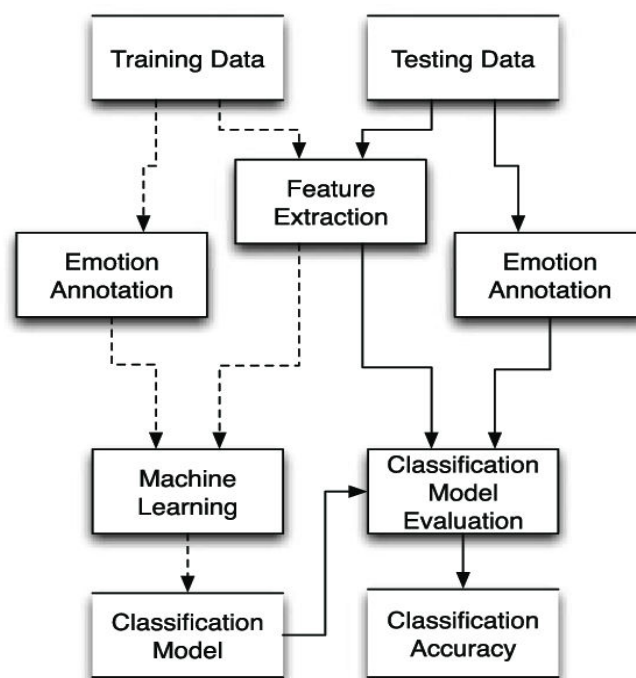 Training Data
Testing Data
Feature
Extraction
Emotion
Annotation
Emotion
Annotation
Machine
Learning
Classification
Model
Evaluation
Classification
Model
Classification
Accuracy